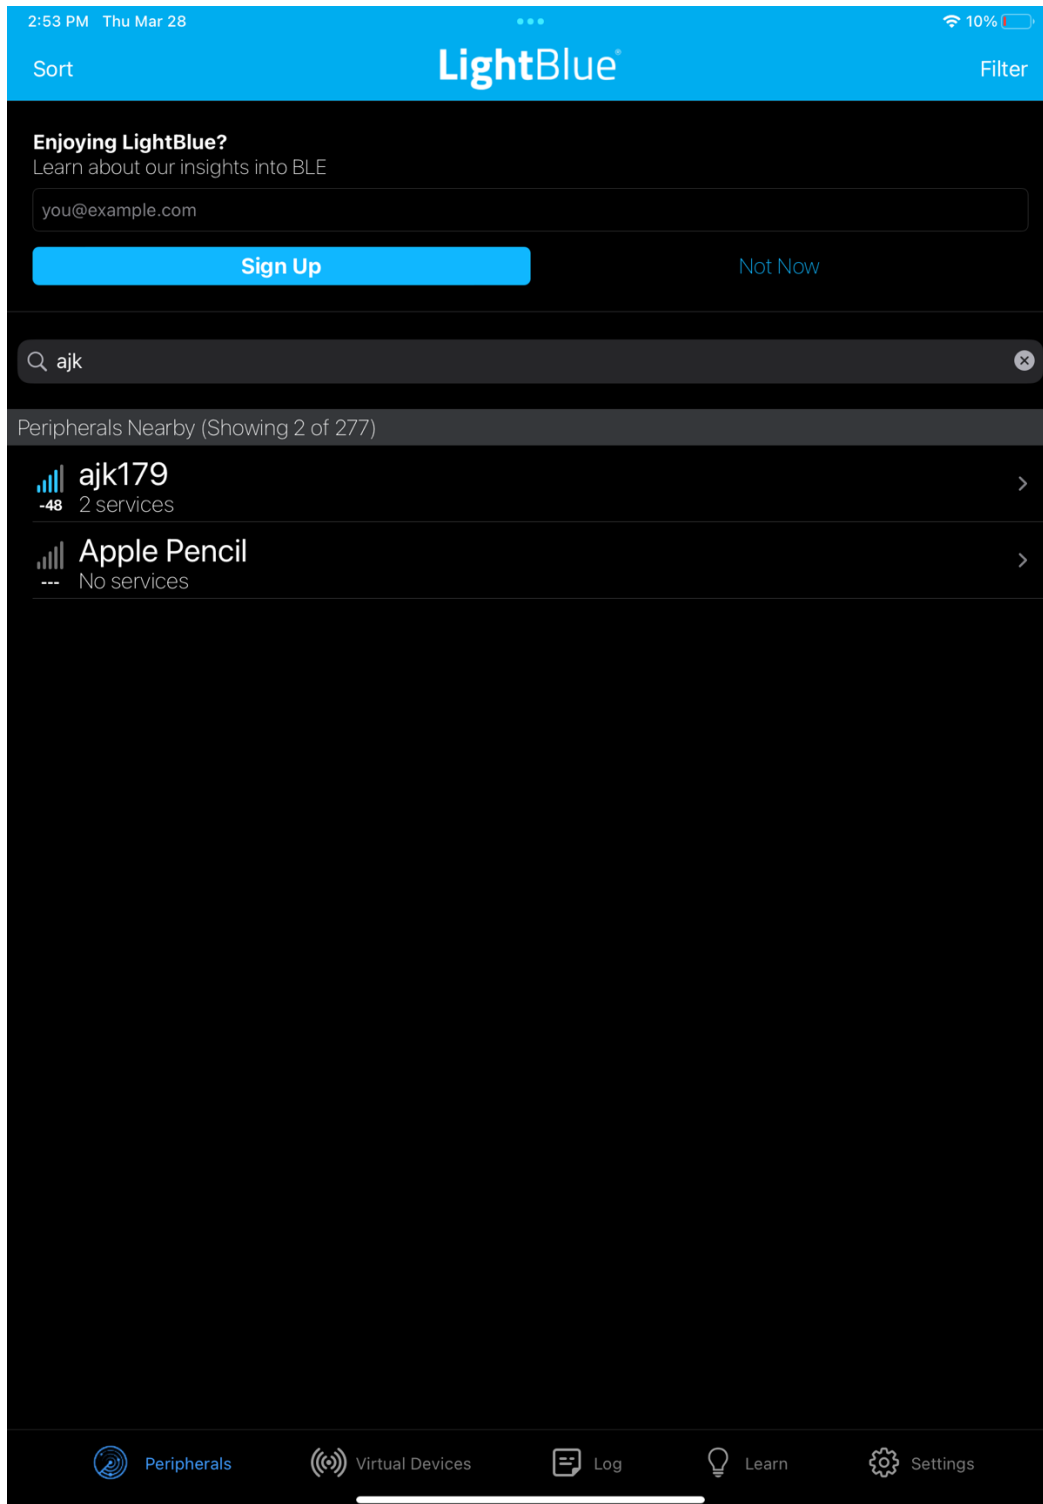 2:53 PM Thu Mar 28
10%
Sort
LightBlue®
Filter
Enjoying LightBlue?
Learn about our insights into BLE
you@example.com
Sign Up
Not Now
ajk
Peripherals Nearby (Showing 2 of 277)
ajk179
-48
2 services
Apple Pencil
---
No services
Peripherals
Virtual Devices
Log
Learn
Settings